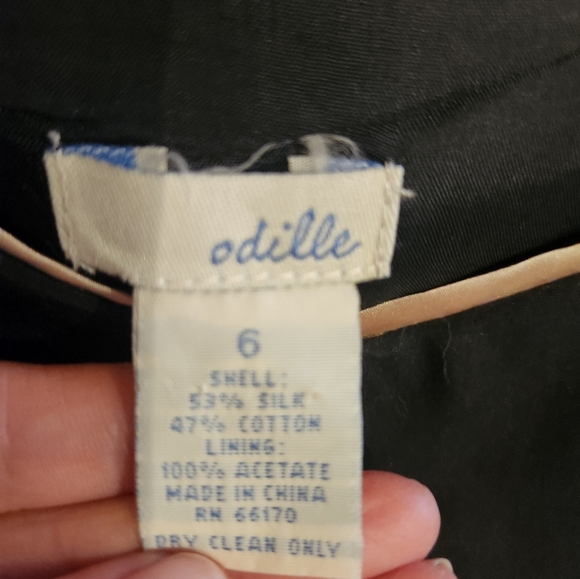 odille
6
SHELL:
53% SILK
47% COTTON
LINING:
100% ACETATE
MADE IN CHINA
RN 66170
DRY CLEAN ONLY